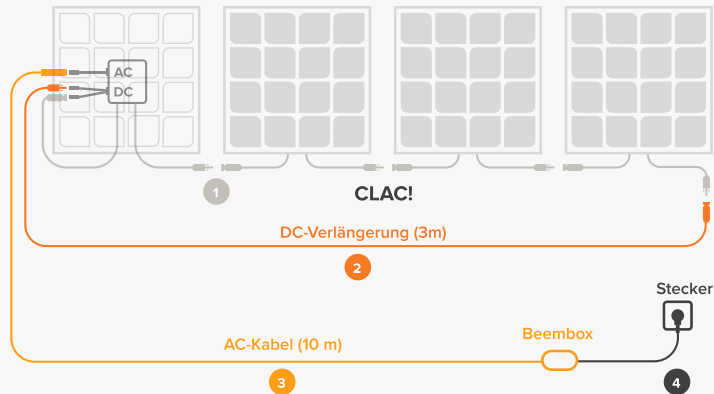 AC
DC
1
CLAC!
DC-Verlängerung (3m)
2
Stecker
Beembox
AC-Kabel (10 m)
3
4